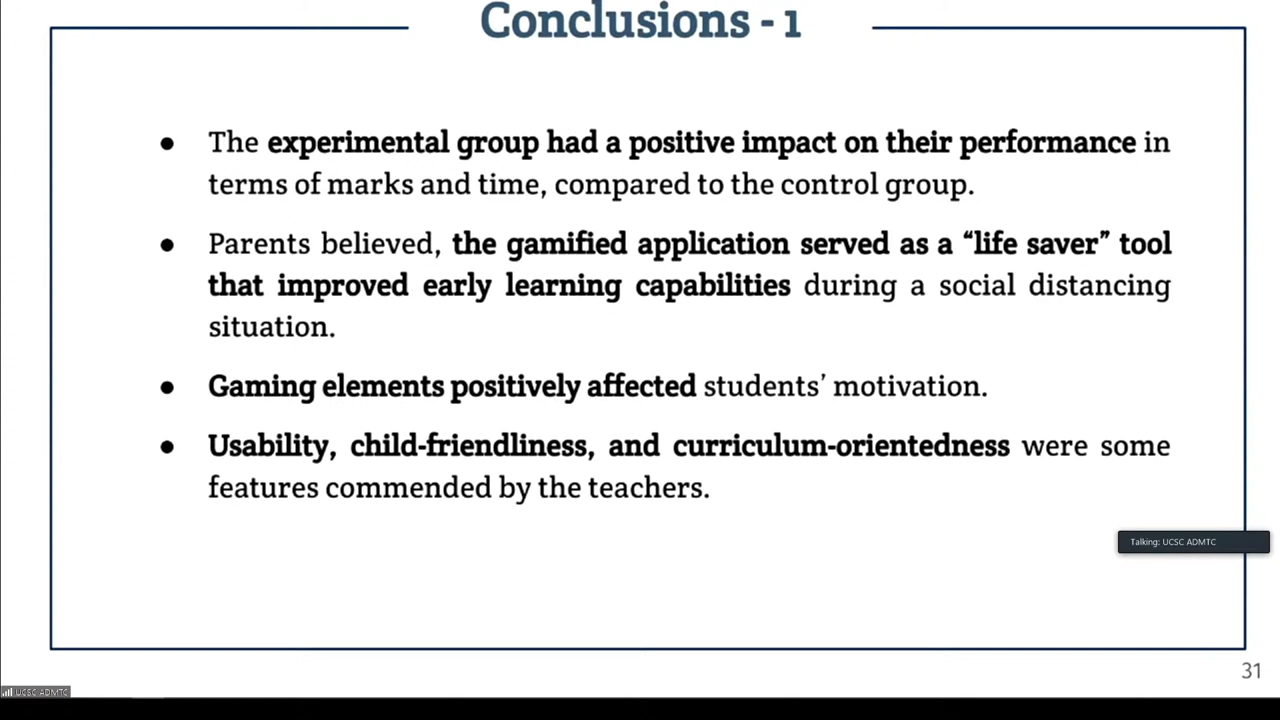 Conclusions - 1
● The experimental group had a positive impact on their performance in
terms of marks and time, compared to the control group.
● Parents believed, the gamified application served as a “life saver” tool
that improved early learning capabilities during a social distancing
situation.
● Gaming elements positively affected students’ motivation.
● Usability, child-friendliness, and curriculum-orientedness were some
features commended by the teachers.
Talking: UCSC ADMTC
31
UCSC ADMTC